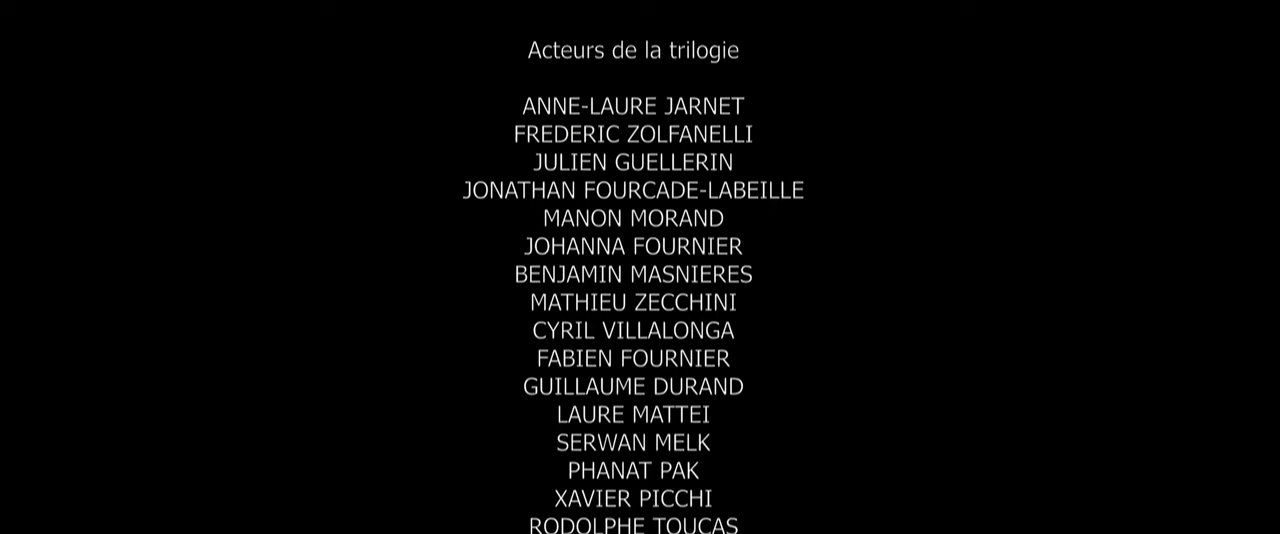 Acteurs de la trilogie
ANNE-LAURE JARNET
FREDERIC ZOLFANELLI
JULIEN GUELLERIN
JONATHAN FOURCADE-LABEILLE
MANON MORAND
JOHANNA FOURNIER
BENJAMIN MASNIERES
MATHIEU ZECCHINI
CYRIL VILLALONGA
FABIEN FOURNIER
GUILLAUME DURAND
LAURE MATTEI
SERWAN MELK
PHANAT PAK
XAVIER PICCHI
RODOLPHE TOUCAS